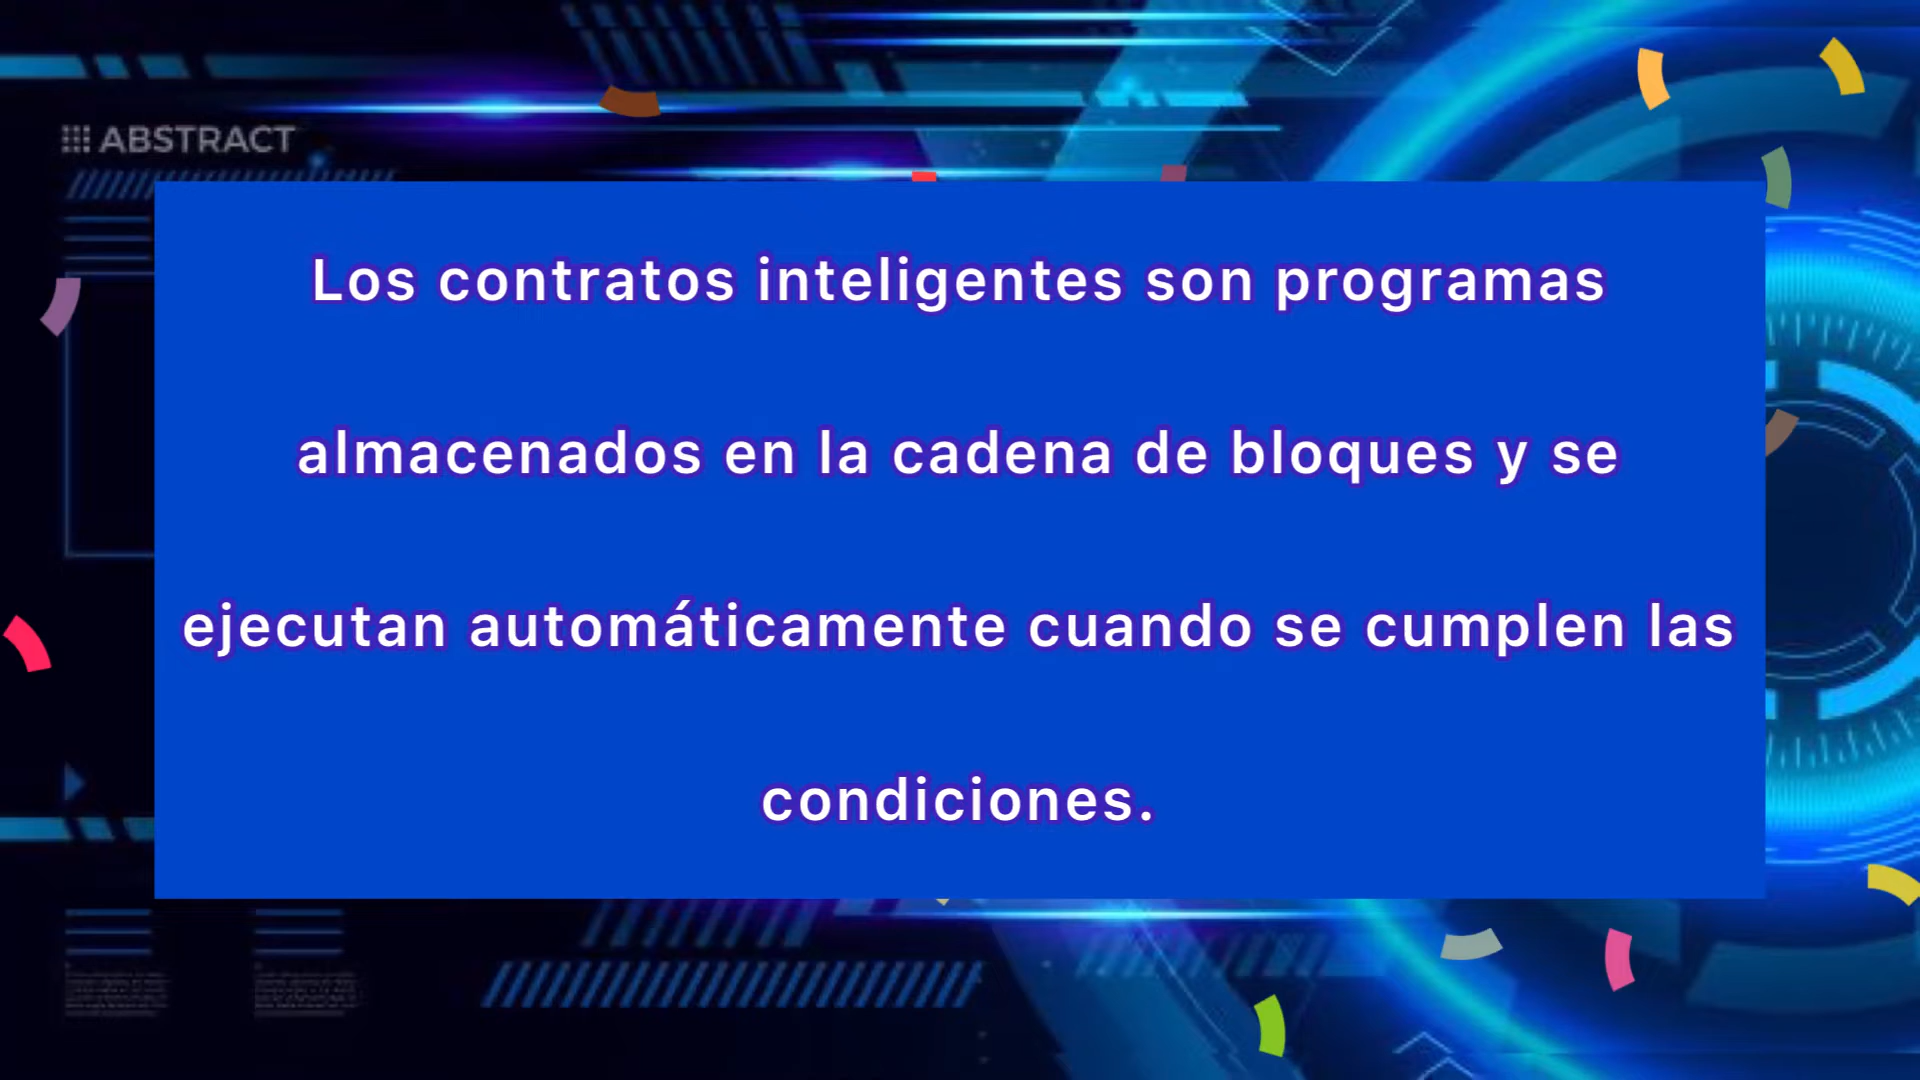 ABSTRACT
Los contratos inteligentes son programas
almacenados en la cadena de bloques y se
ejecutan automáticamente cuando se cumplen las
condiciones.